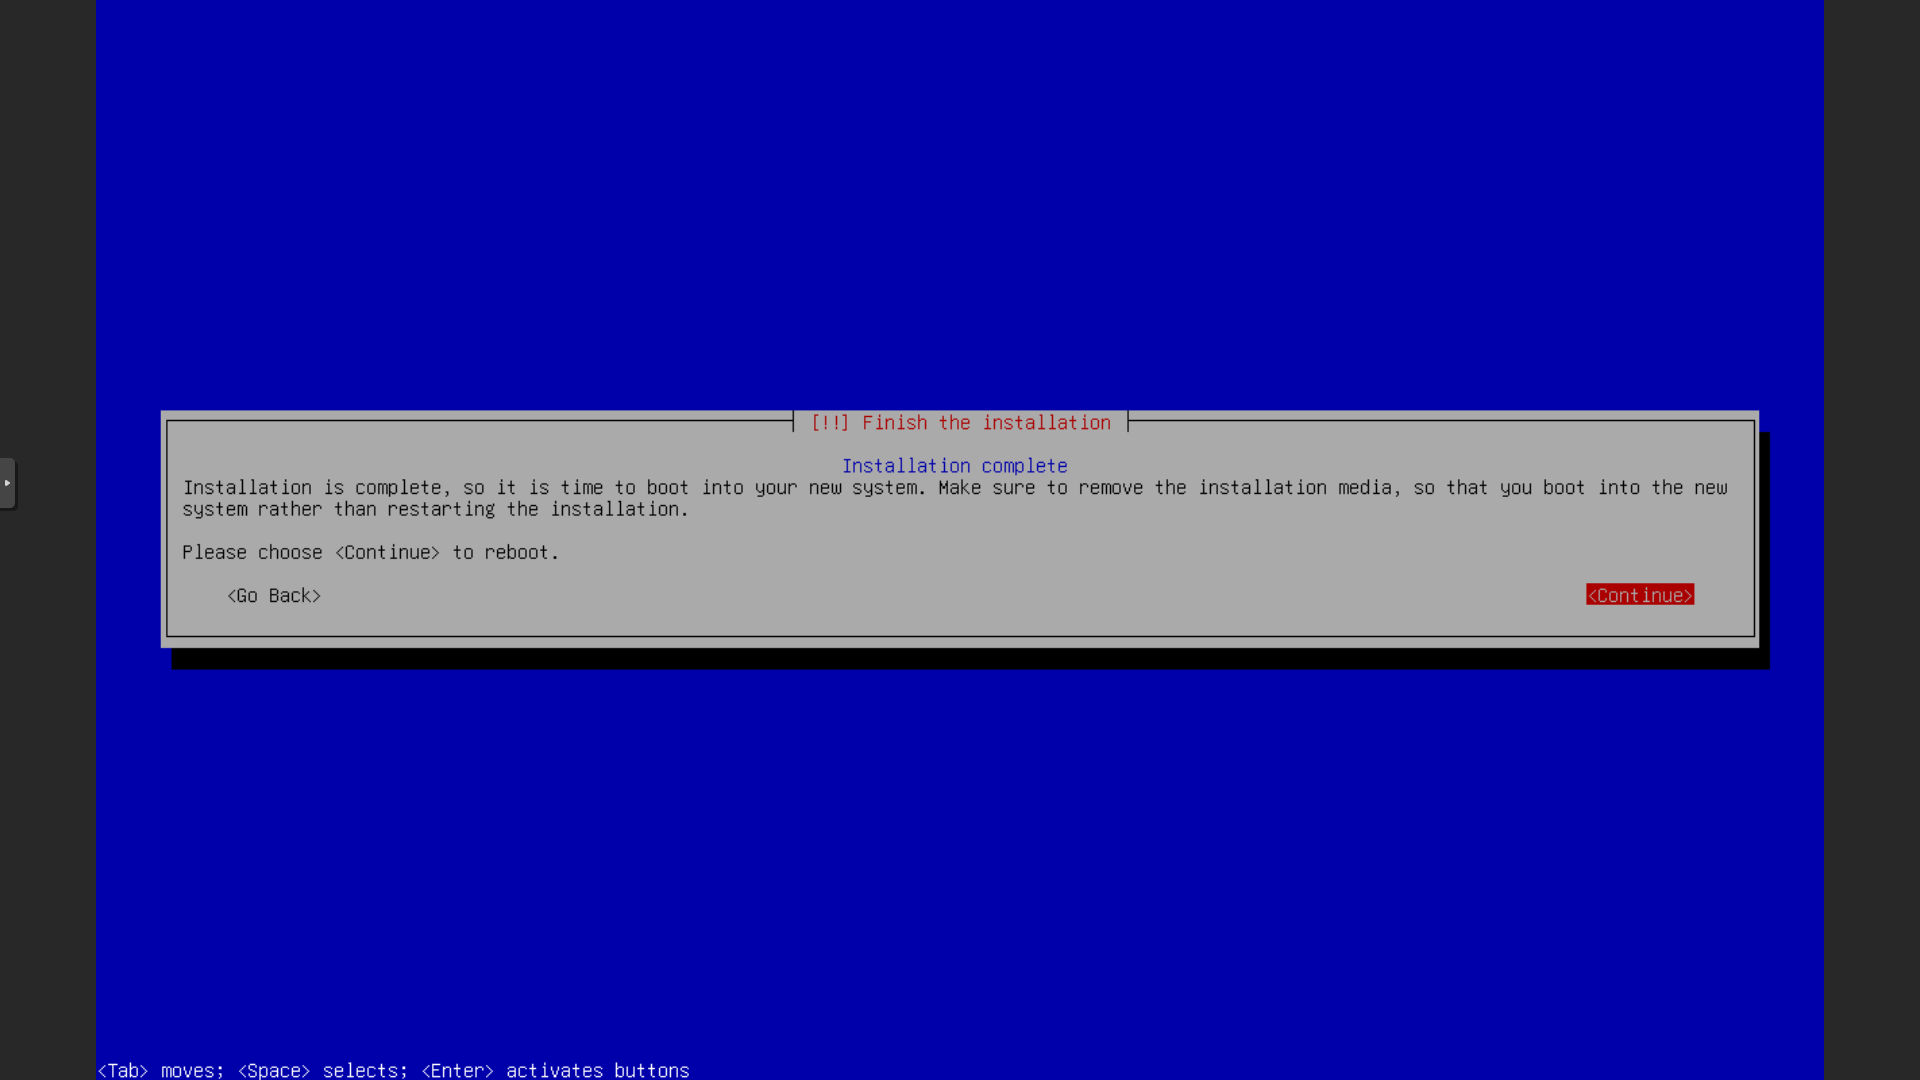 [!!] Finish the installation
Installation complete
Installation is complete, so it is time to boot into your new system. Make sure to remove the installation media, so that you boot into the new
system rather than restarting the installation.
Please choose <Continue> to reboot.
<Go Back> <Continue>
<Tab> moves; <Space> selects; <Enter> activates buttons